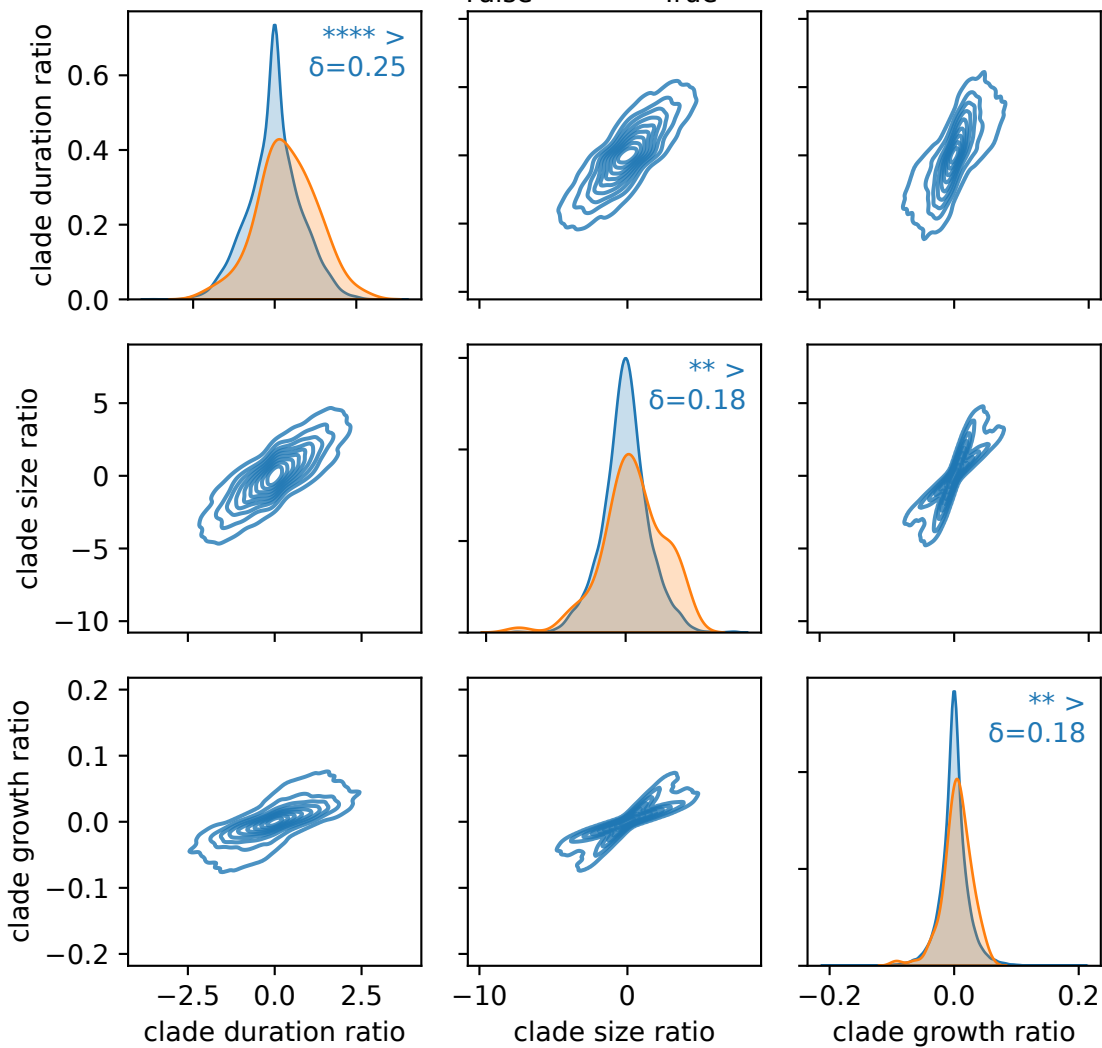 clade duration ratio
0.6
0.4
0.2
0.0
**** >
δ=0.25
clade size ratio
5
0
−5
−10
** >
δ=0.18
clade growth ratio
0.2
0.1
0.0
−0.1
−0.2
** >
δ=0.18
−2.5 0.0 2.5
clade duration ratio
−10 0
clade size ratio
−0.2 0.0 0.2
clade growth ratio